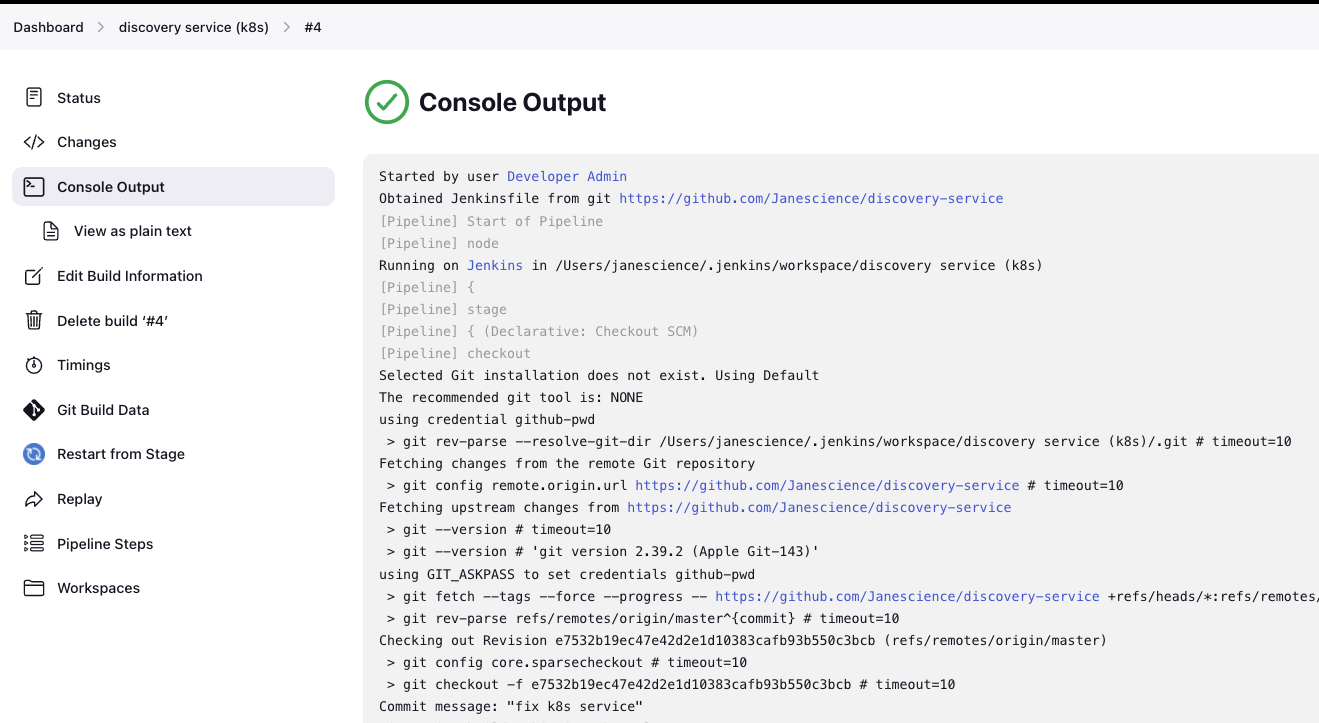 Dashboard > discovery service (k8s) > #4
Status
Changes
Console Output
View as plain text
Edit Build Information
Delete build ‘#4’
Timings
Git Build Data
Restart from Stage
Replay
Pipeline Steps
Workspaces
Console Output
Started by user Developer Admin
Obtained Jenkinsfile from git https://github.com/Janescience/discovery-service
[Pipeline] Start of Pipeline
[Pipeline] node
Running on Jenkins in /Users/janescience/.jenkins/workspace/discovery service (k8s)
[Pipeline] {
[Pipeline] stage
[Pipeline] { (Declarative: Checkout SCM)
[Pipeline] checkout
Selected Git installation does not exist. Using Default
The recommended git tool is: NONE
using credential github-pwd
> git rev-parse --resolve-git-dir /Users/janescience/.jenkins/workspace/discovery service (k8s)/.git # timeout=10
Fetching changes from the remote Git repository
> git config remote.origin.url https://github.com/Janescience/discovery-service # timeout=10
Fetching upstream changes from https://github.com/Janescience/discovery-service
> git --version # timeout=10
> git --version # 'git version 2.39.2 (Apple Git-143)'
using GIT_ASKPASS to set credentials github-pwd
> git fetch --tags --force --progress -- https://github.com/Janescience/discovery-service +refs/heads/*:refs/remotes/
> git rev-parse refs/remotes/origin/master^{commit} # timeout=10
Checking out Revision e7532b19ec47e42d2e1d10383cafb93b550c3bcb (refs/remotes/origin/master)
> git config core.sparsecheckout # timeout=10
> git checkout -f e7532b19ec47e42d2e1d10383cafb93b550c3bcb # timeout=10
Commit message: "fix k8s service"